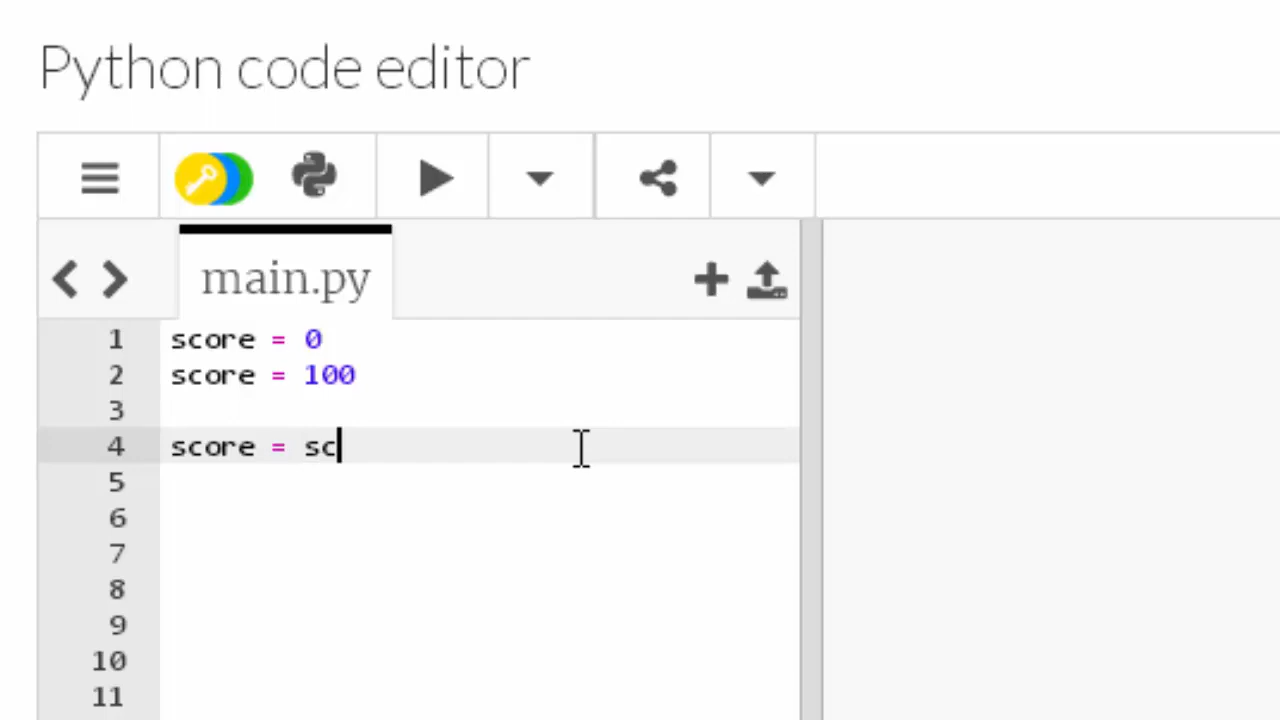 Python code editor
main.py
1 score = 0
2 score = 100
3
4 score = sc
5
6
7
8
9
10
11